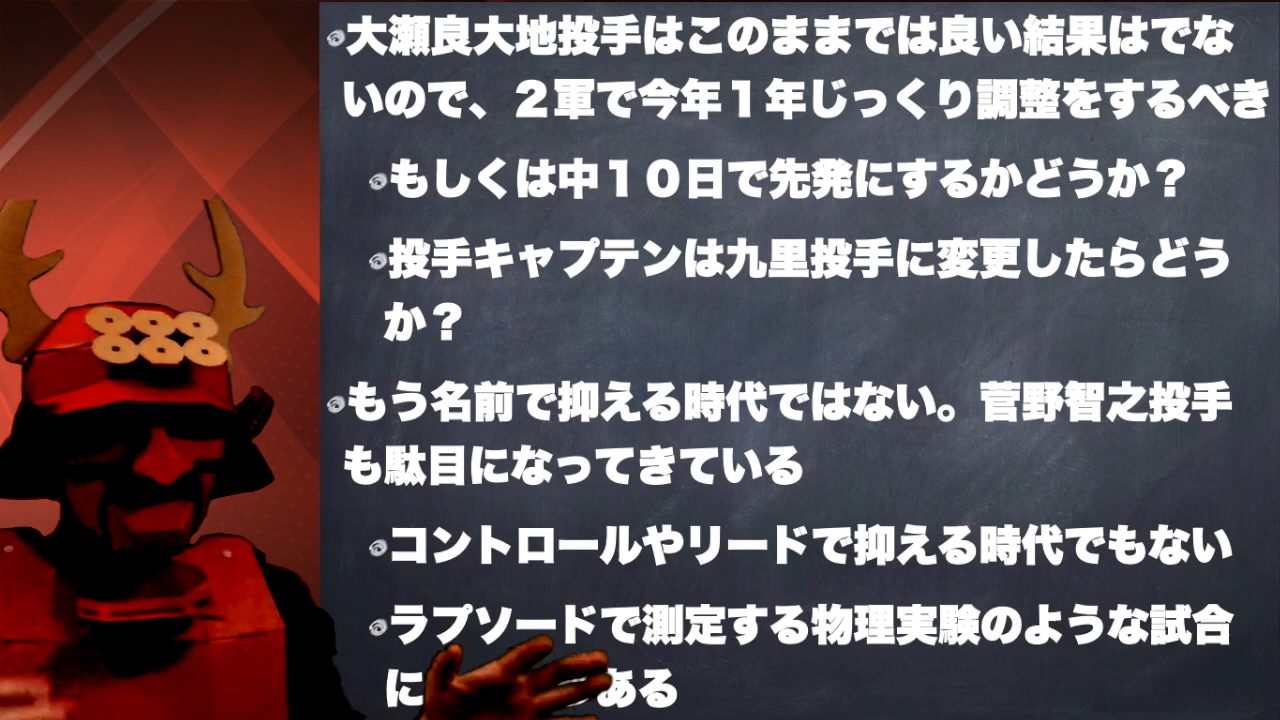 大瀬良大地投手はこのままでは良い結果はでな
いので、２軍で今年１年じっくり調整をするべき
もしくは中１０日で先発にするかどうか？
投手キャプテンは九里投手に変更したらどう
か？
もう名前で抑える時代ではない。菅野智之投手
も駄目になってきている
コントロールやリードで抑える時代でもない
ラプソードで測定する物理実験のような試合
に ある